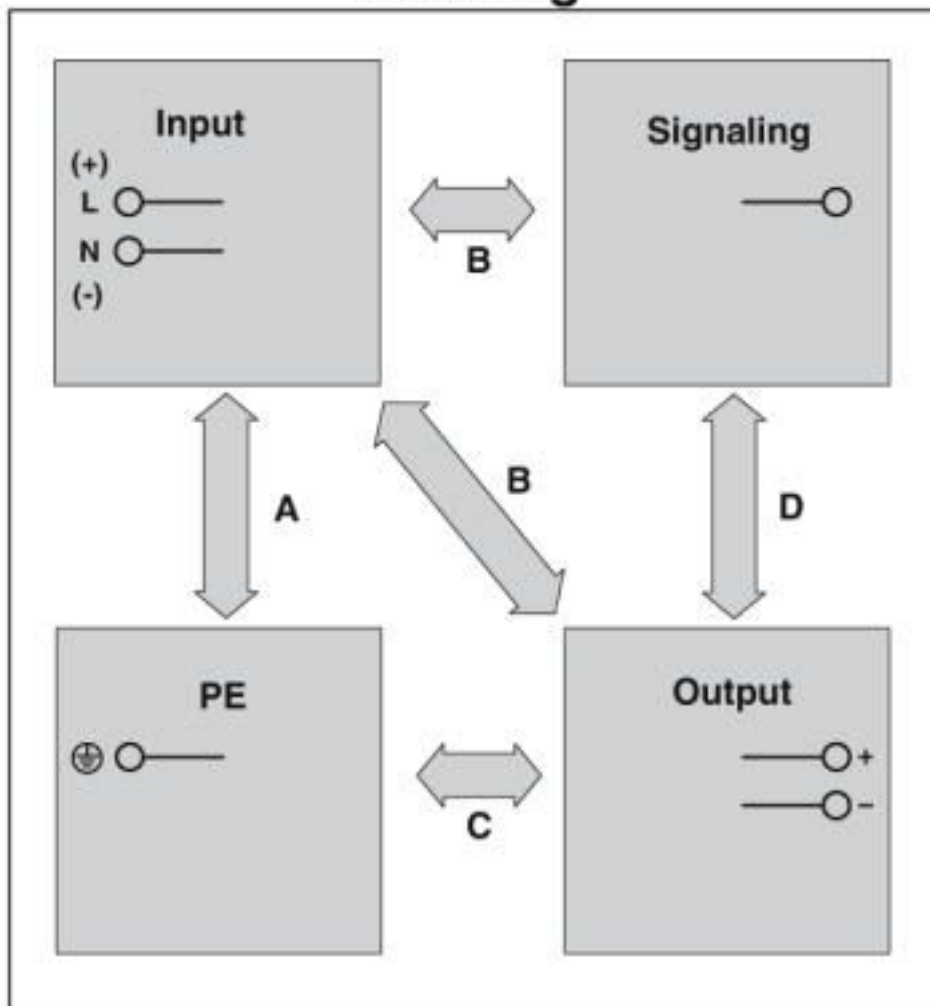 Input
(+)
L
N
(-)
Signaling
B
A
B
D
PE
Output
+
–
C